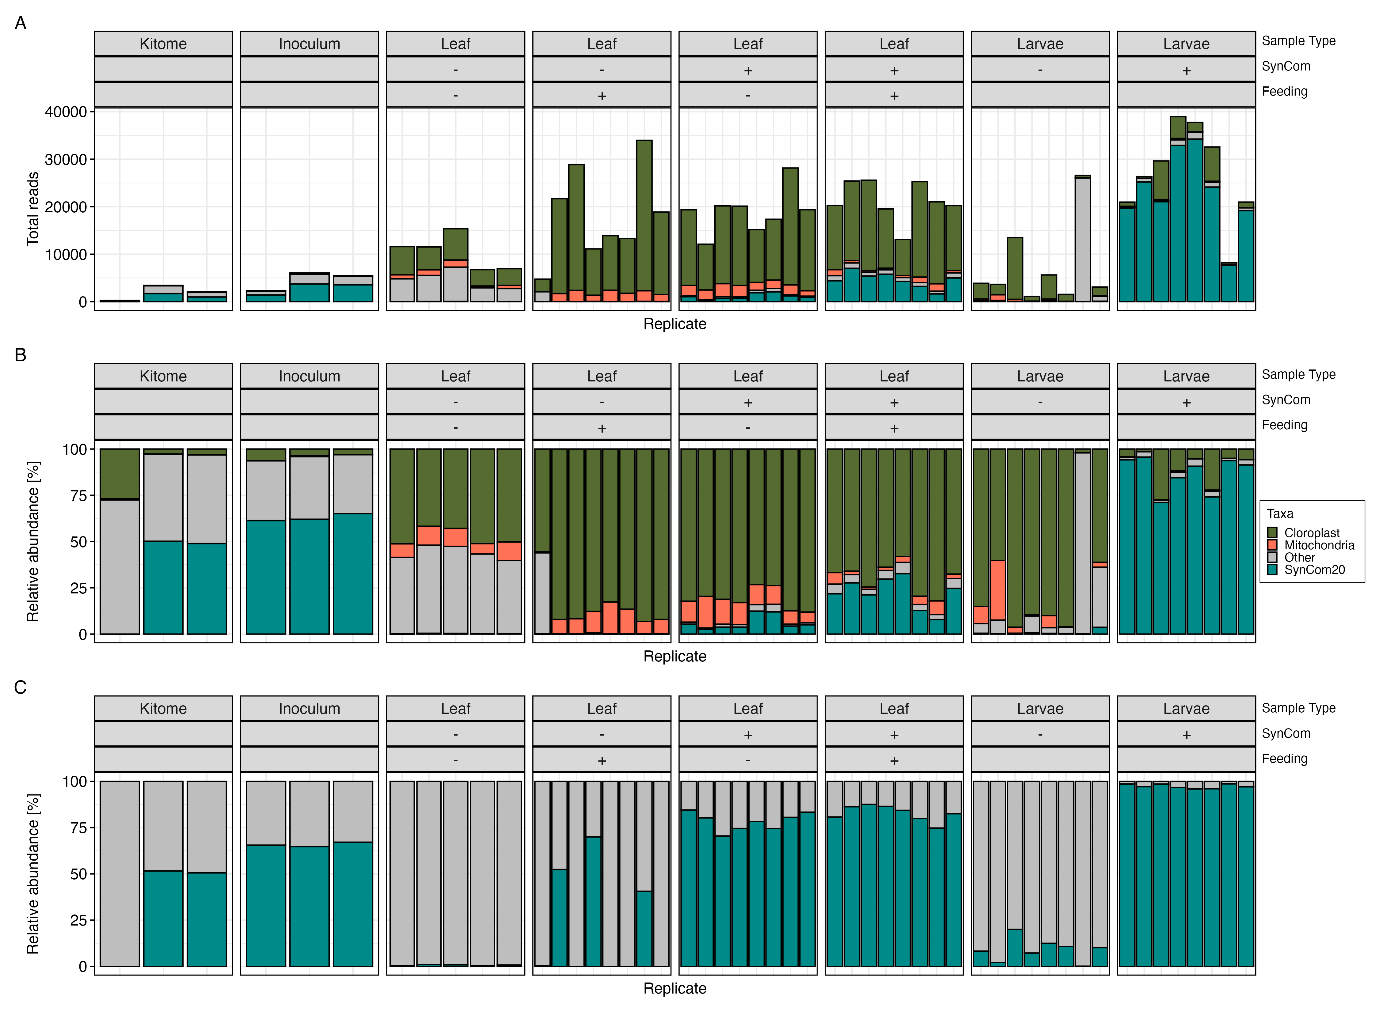 A
Kitome Inoculum Leaf Leaf Leaf Leaf Larvae Larvae Sample Type
- - + + - + SynCom
- + - + Feeding
40000
30000
20000
10000
0
Total reads
Replicate
B
Kitome Inoculum Leaf Leaf Leaf Leaf Larvae Larvae Sample Type
- - + + - + SynCom
- + - + Feeding
100
75
50
25
0
Relative abundance [%]
Replicate
Taxa
Cloroplast
Mitochondria
Other
SynCom20
C
Kitome Inoculum Leaf Leaf Leaf Leaf Larvae Larvae Sample Type
- - + + - + SynCom
- + - + Feeding
100
75
50
25
0
Relative abundance [%]
Replicate